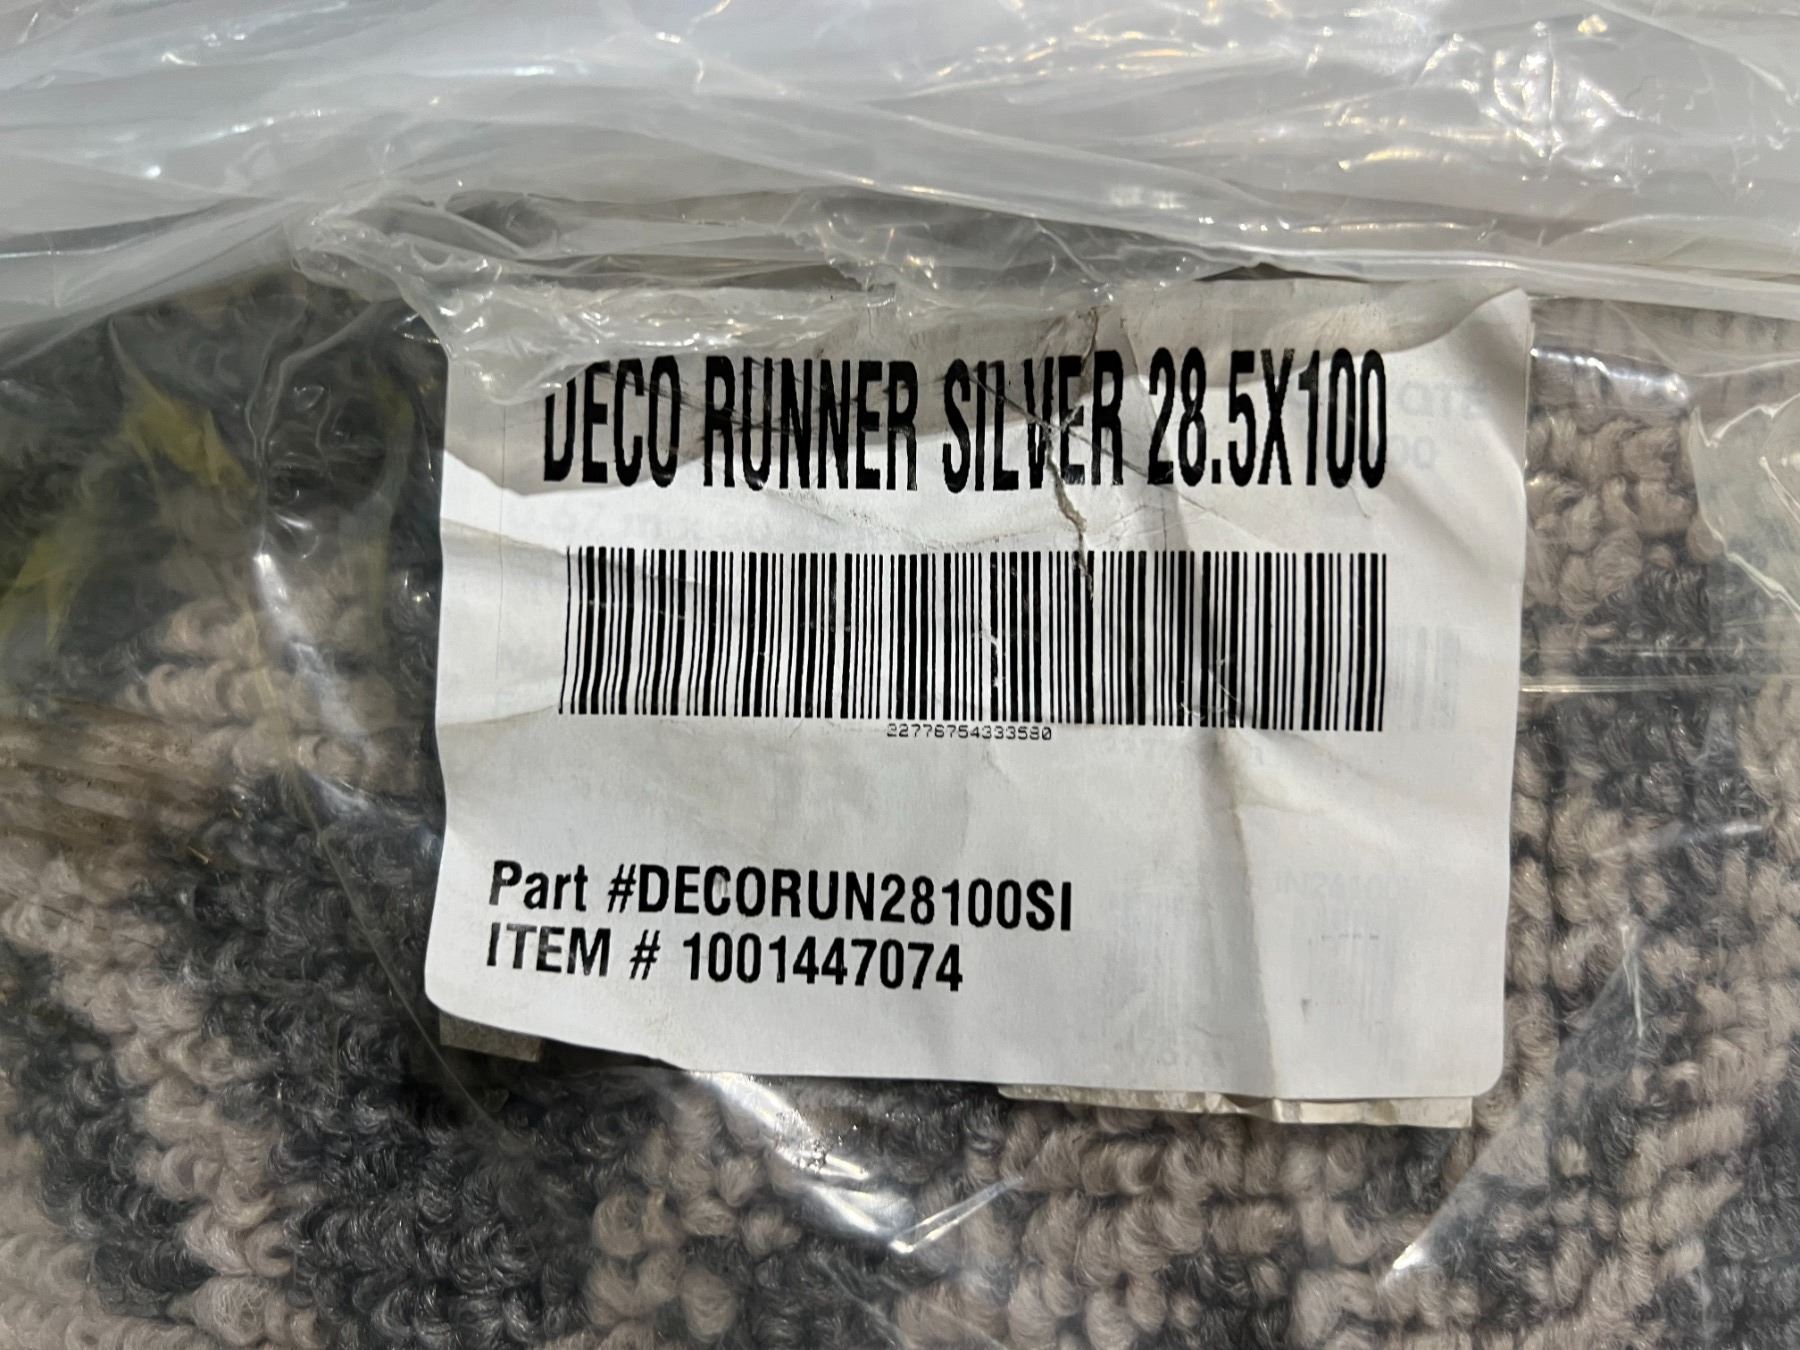 DECO RUNNER SILVER 28.5X100
22776754333580
Part #DECORUN28100SI
ITEM # 1001447074